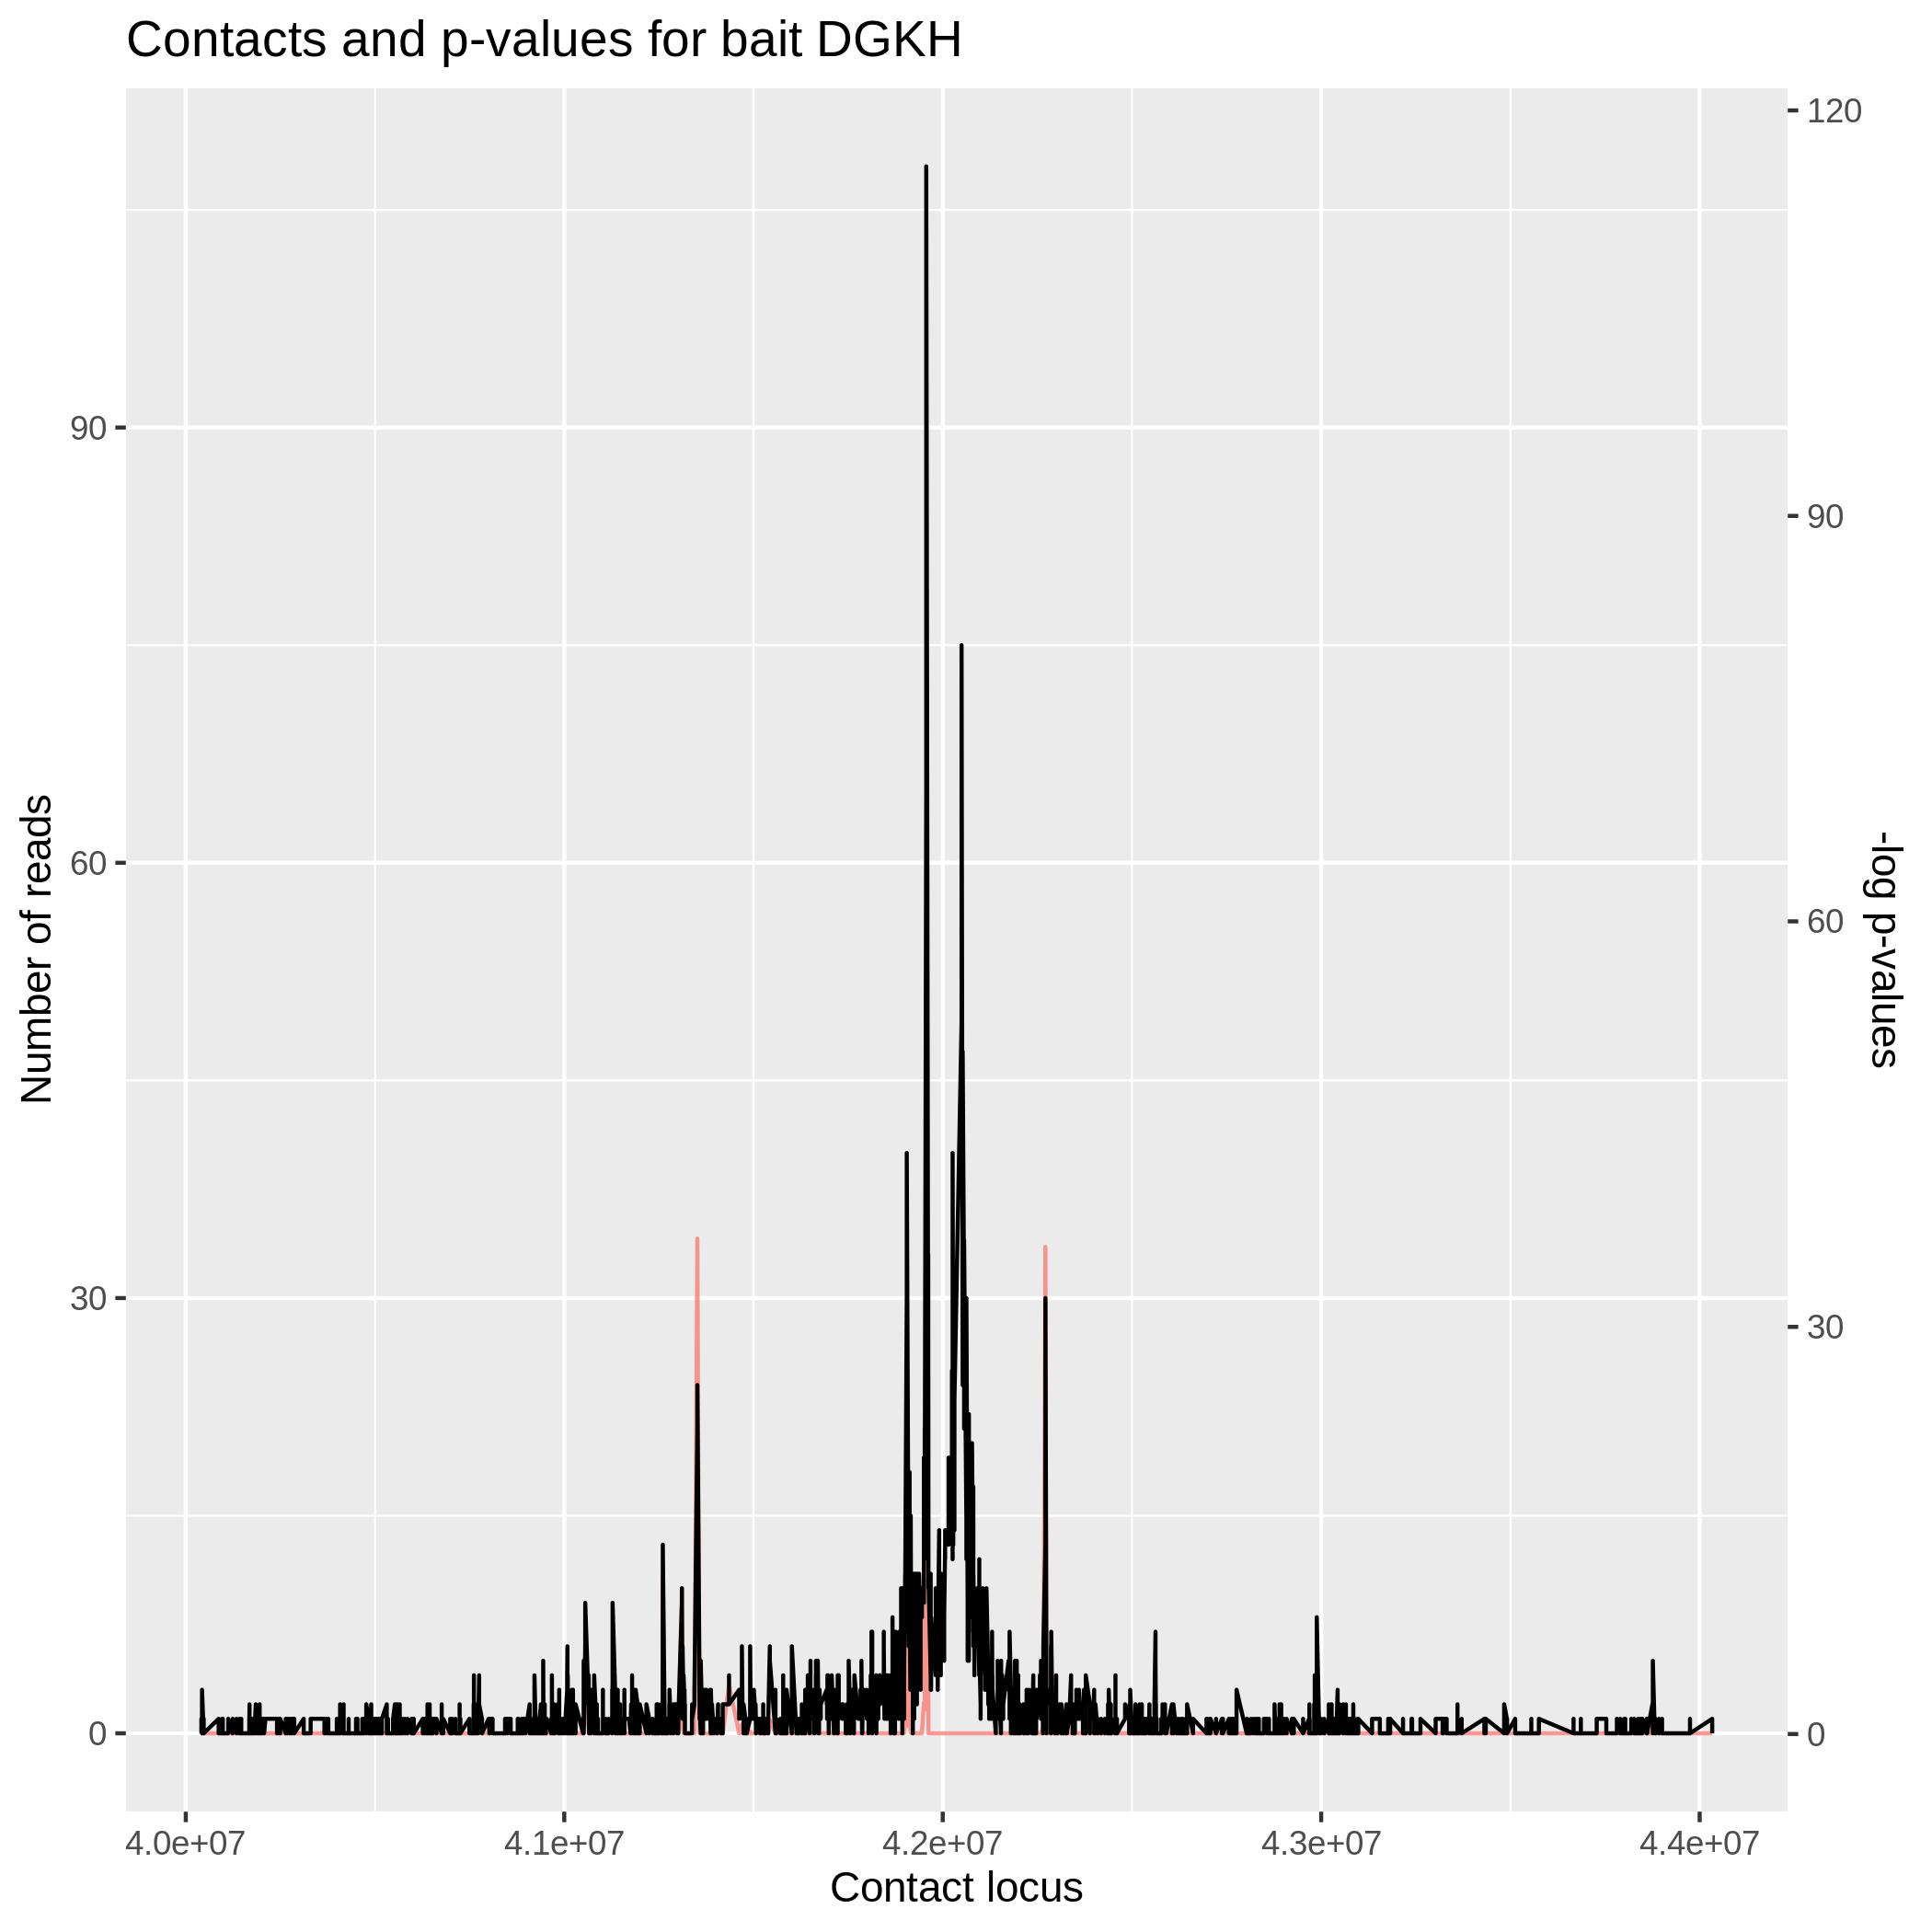 Contacts and p-values for bait DGKH
Number of reads
90
60
30
0
120
90
60
30
0
-log p-values
4.0e+07 4.1e+07 4.2e+07 4.3e+07 4.4e+07
Contact locus